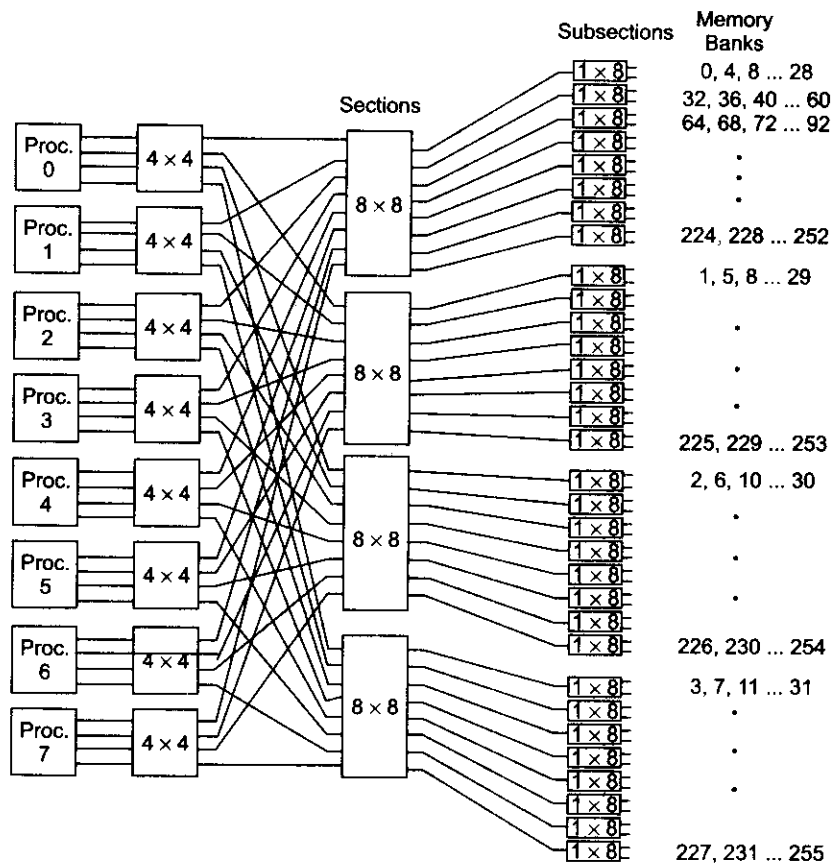 Subsections
Memory
Banks
Sections
1 × 8
0, 4, 8 ... 28
1 × 8
32, 36, 40 ... 60
1 × 8
64, 68, 72 ... 92
1 × 8
1 × 8
1 × 8
1 × 8
1 × 8
224, 228 ... 252
1 × 8
1, 5, 8 ... 29
1 × 8
1 × 8
1 × 8
1 × 8
1 × 8
1 × 8
1 × 8
225, 229 ... 253
1 × 8
2, 6, 10 ... 30
1 × 8
1 × 8
1 × 8
1 × 8
1 × 8
1 × 8
1 × 8
226, 230 ... 254
1 × 8
3, 7, 11 ... 31
1 × 8
1 × 8
1 × 8
1 × 8
1 × 8
1 × 8
1 × 8
227, 231 ... 255
Proc.
0
4 × 4
Proc.
1
4 × 4
Proc.
2
4 × 4
Proc.
3
4 × 4
Proc.
4
4 × 4
Proc.
5
4 × 4
Proc.
6
4 × 4
Proc.
7
4 × 4
8 × 8
8 × 8
8 × 8
8 × 8